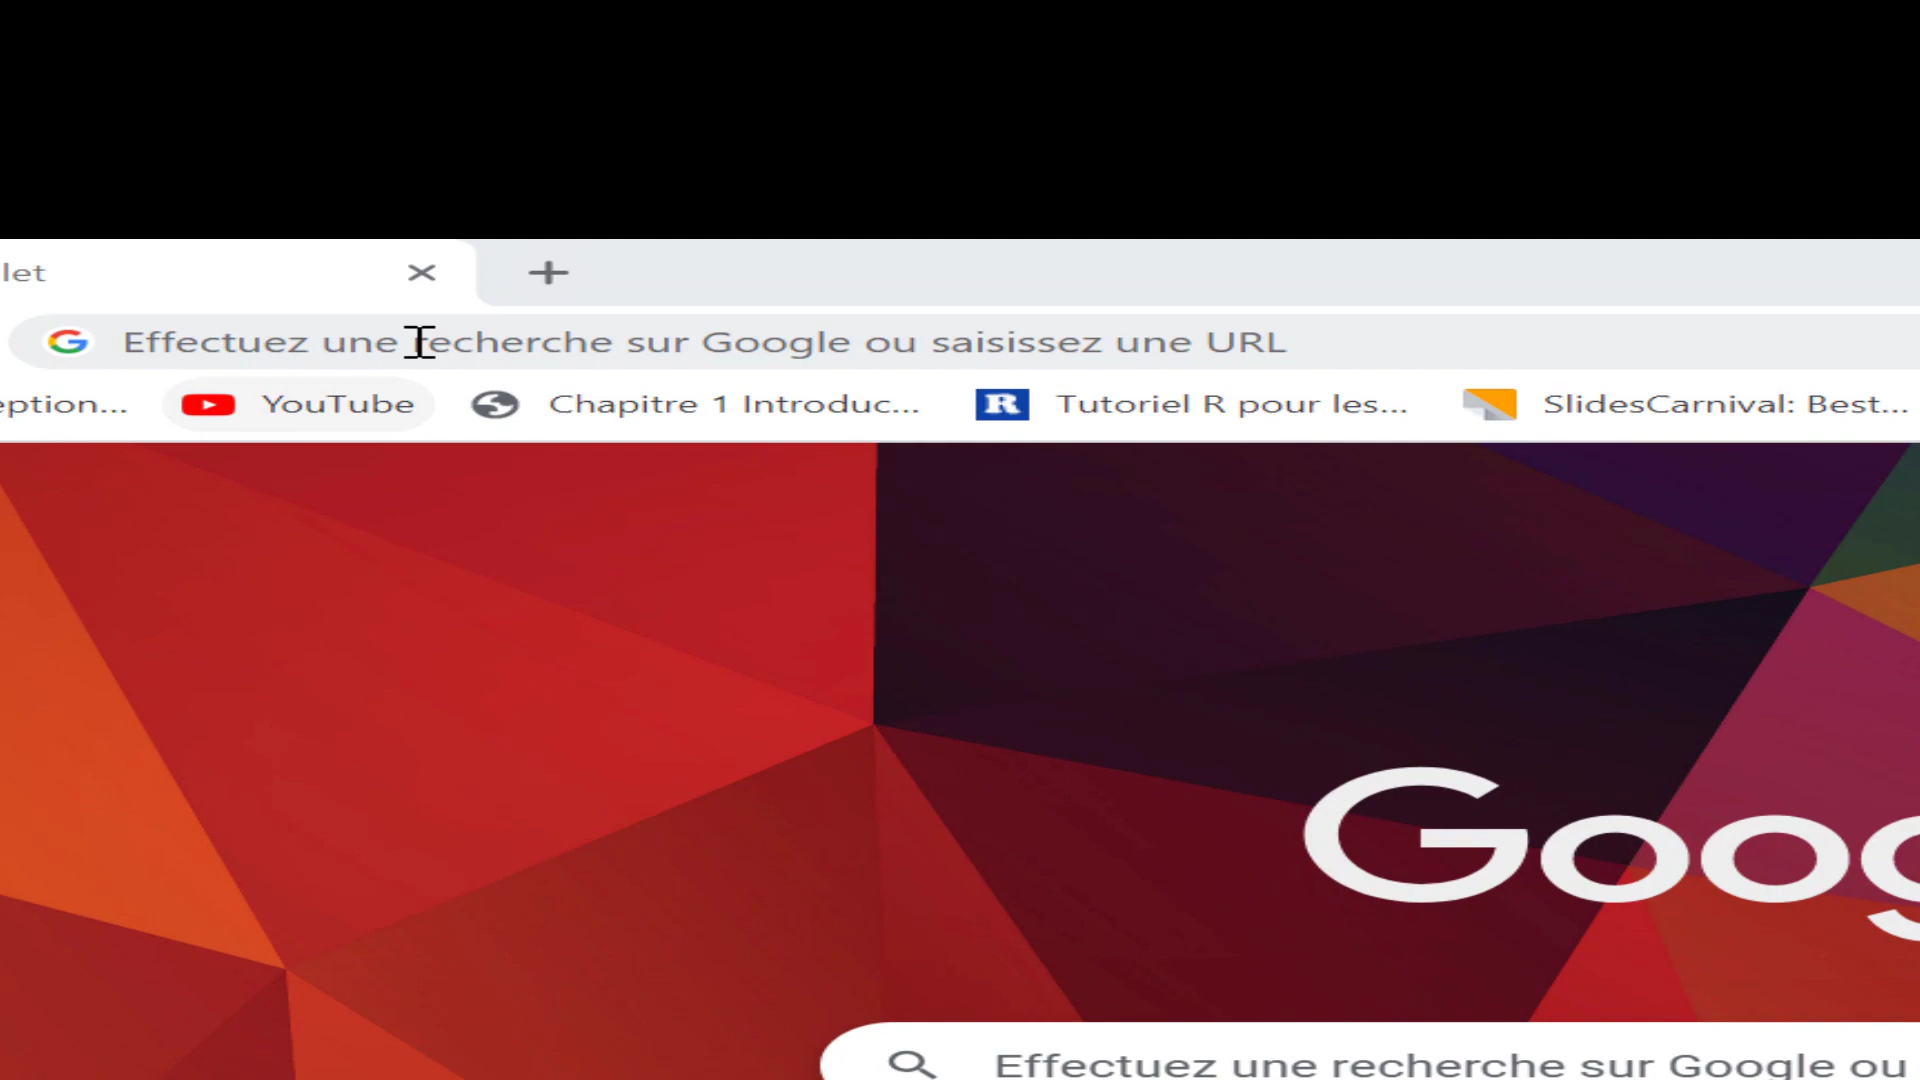 let
Effectuez une recherche sur Google ou saisissez une URL
eption... YouTube Chapitre 1 Introduc... R Tutoriel R pour les... SlidesCarnival: Best...
Goog
Effectuez une recherche sur Google ou